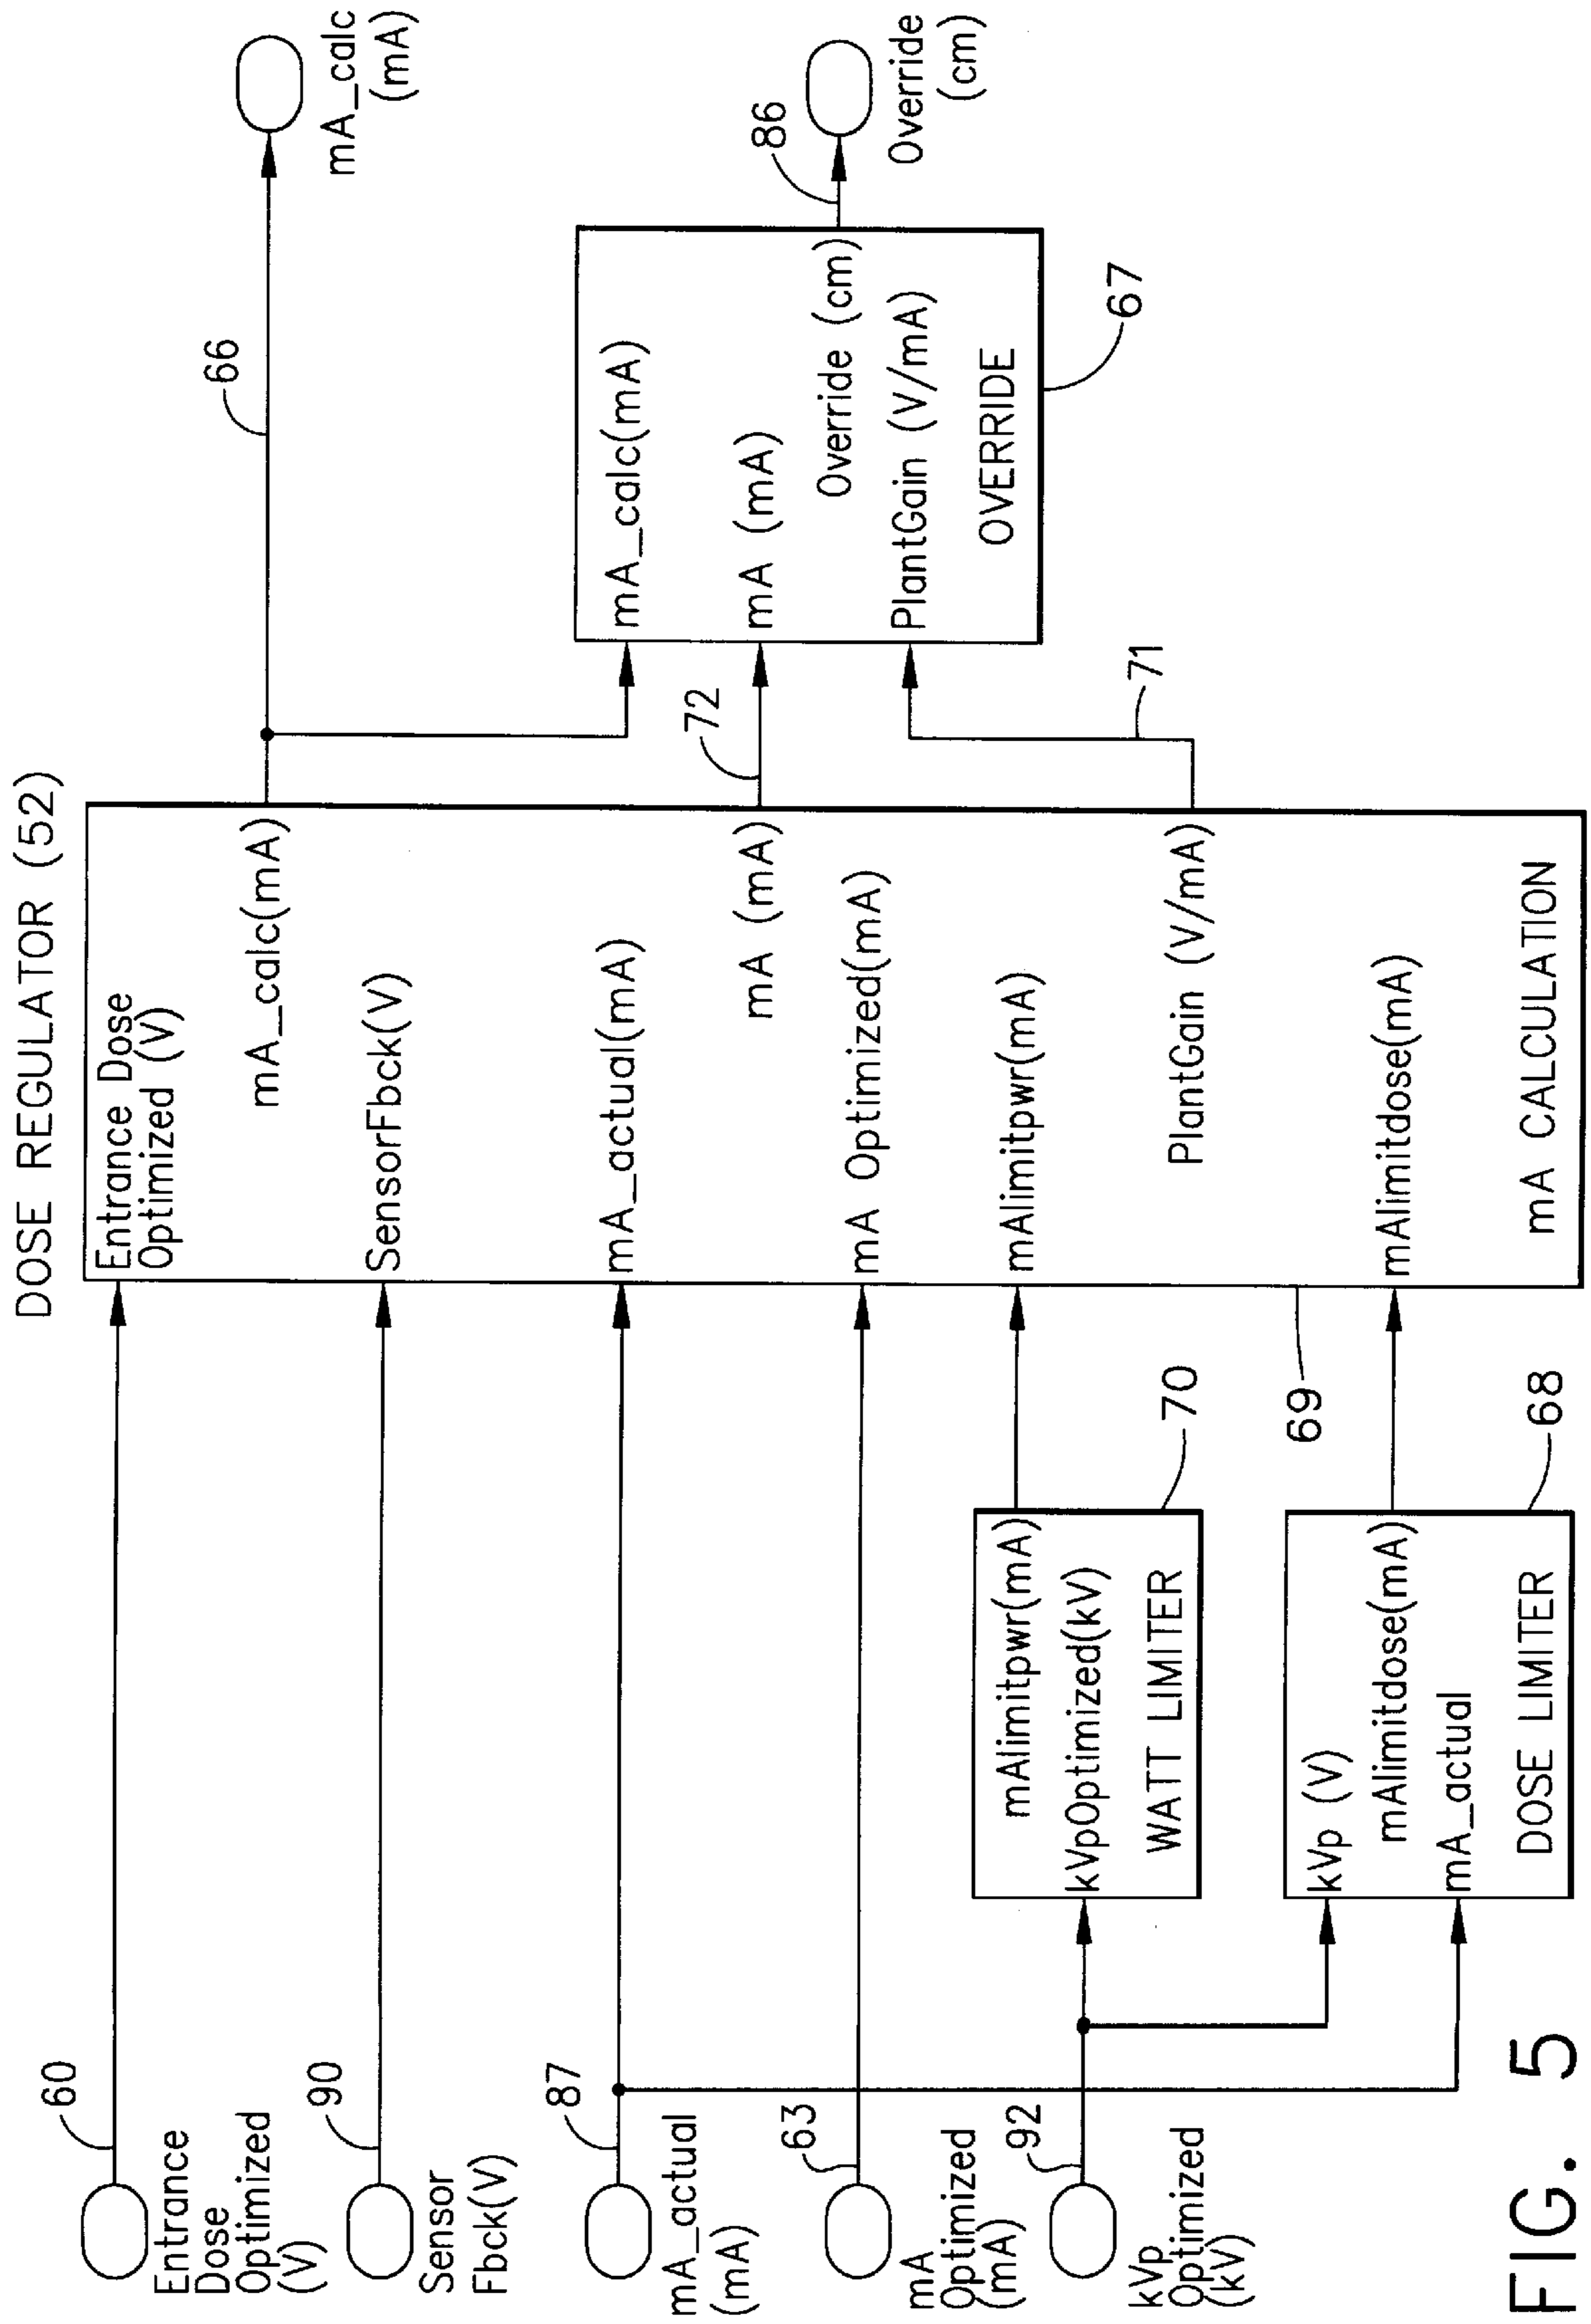 DOSE REGULATOR (52)
60
Entrance
Dose
Optimized
(V)
90
Sensor
Fbck(V)
87
mA_actual
(mA)
63
mA
Optimized
(mA)
92
kVp
Optimized
(kV)
mAlimitpwr(mA)
kVpOptimized(kV)
WATT LIMITER
70
kVp (V)
mAlimitdose(mA)
mA_actual
DOSE LIMITER
68
Entrance Dose
Optimized (V)
mA_calc(mA)
SensorFbck(V)
mA_actual(mA)
mA (mA)
mA Optimized(mA)
mAlimitpwr(mA)
PlantGain (V/mA)
mAlimitdose(mA)
mA CALCULATION
69
66
72
71
mA_calc(mA)
mA (mA)
Override (cm)
PlantGain (V/mA)
OVERRIDE
67
86
mA_calc
(mA)
Override
(cm)
FIG. 5